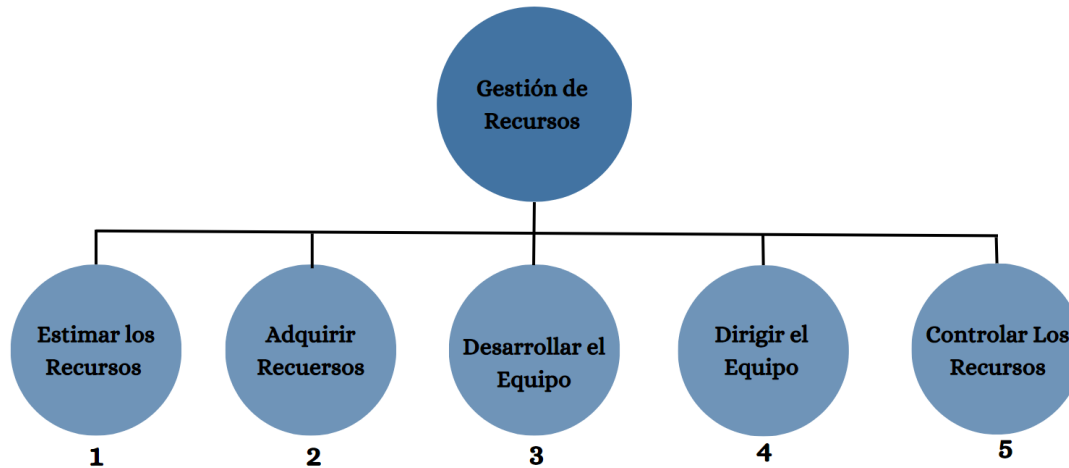 Gestión de
Recursos
Estimar los
Recursos
Adquirir
Recuersos
Desarrollar el
Equipo
Dirigir el
Equipo
Controlar Los
Recursos
1
2
3
4
5